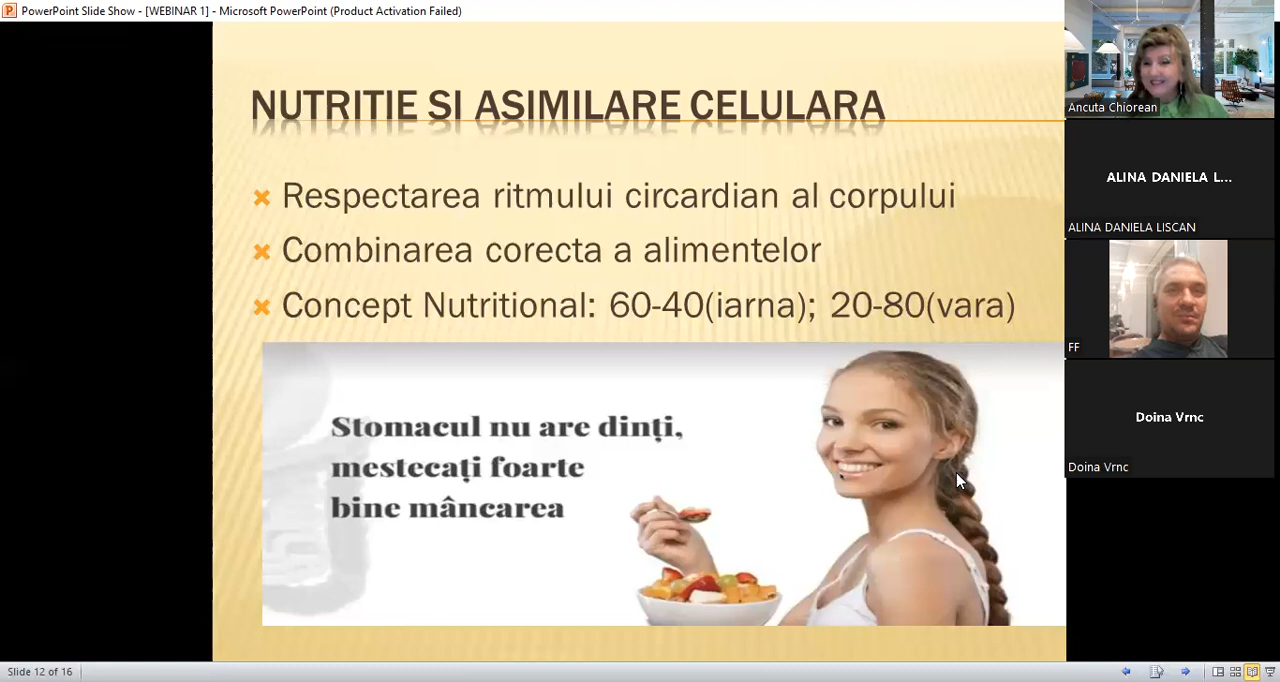 PowerPoint Slide Show - [WEBINAR 1] - Microsoft PowerPoint (Product Activation Failed)
NUTRITIE SI ASIMILARE CELULARA
Respectarea ritmului circardian al corpului
Combinarea corecta a alimentelor
Concept Nutritional: 60-40(iarna); 20-80(vara)
Stomacul nu are dinți,
mestecați foarte
bine mâncarea
Ancuta Chiorean
ALINA DANIELA L...
ALINA DANIELA LISCAN
FF
Doina Vrnc
Doina Vrnc
Slide 12 of 16